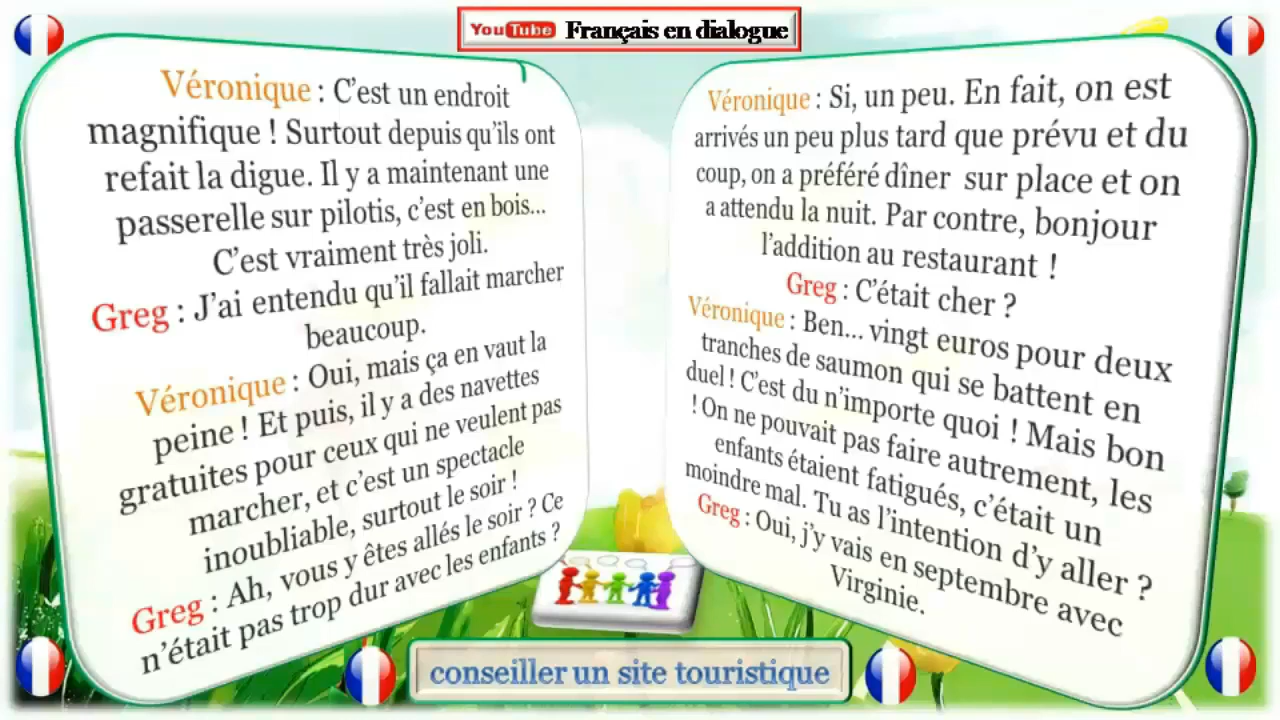 YouTube Français en dialogue
Véronique : C'est un endroit
magnifique ! Surtout depuis qu'ils ont
refait la digue. Il y a maintenant une
passerelle sur pilotis, c'est en bois...
C'est vraiment très joli.
Greg : J'ai entendu qu'il fallait marcher
beaucoup.
Véronique : Oui, mais ça en vaut la
peine ! Et puis, il y a des navettes
gratuites pour ceux qui ne veulent pas
marcher, et c'est un spectacle
inoubliable, surtout le soir !
Greg : Ah, vous y êtes allés le soir ? Ce
n'était pas trop dur avec les enfants ?
Véronique : Si, un peu. En fait, on est
arrivés un peu plus tard que prévu et du
coup, on a préféré dîner sur place et on
a attendu la nuit. Par contre, bonjour
l'addition au restaurant !
Greg : C'était cher ?
Véronique : Ben... vingt euros pour deux
tranches de saumon qui se battent en
duel ! C'est du n'importe quoi ! Mais bon
! On ne pouvait pas faire autrement, les
enfants étaient fatigués, c'était un
moindre mal. Tu as l'intention d'y aller ?
Greg : Oui, j'y vais en septembre avec
Virginie.
conseiller un site touristique